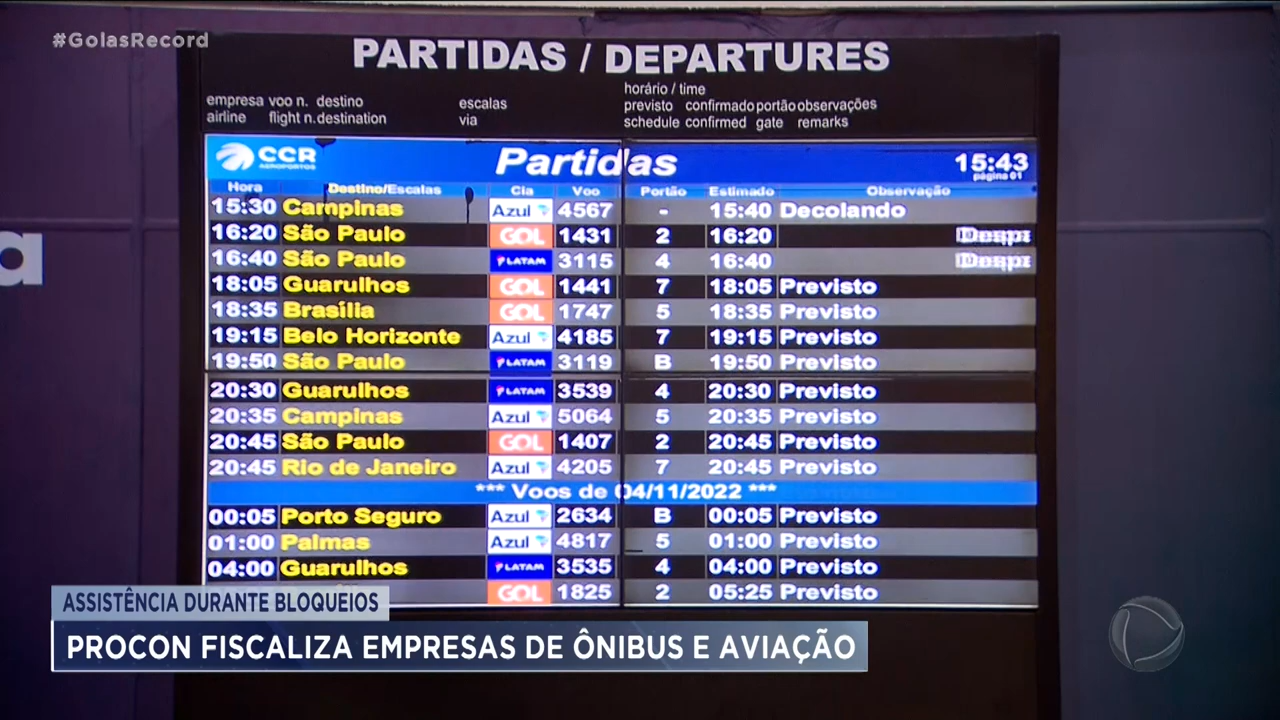 #GoiásRecord
PARTIDAS / DEPARTURES
horário / time
empresa voo n. destino escalas previsto confirmado portão observações
airline flight n. destination via schedule confirmed gate remarks
CCR AEROPORTOS Partidas 15:43
página 01
Hora Destino/Escalas Cia Voo Portão Estimado Observação
15:30 Campinas Azul 4567 - 15:40 Decolando
16:20 São Paulo GOL 1431 2 16:20
16:40 São Paulo LATAM 3115 4 16:40
18:05 Guarulhos GOL 1441 7 18:05 Previsto
18:35 Brasília GOL 1747 5 18:35 Previsto
19:15 Belo Horizonte Azul 4185 7 19:15 Previsto
19:50 São Paulo LATAM 3119 B 19:50 Previsto
20:30 Guarulhos LATAM 3539 4 20:30 Previsto
20:35 Campinas Azul 5064 5 20:35 Previsto
20:45 São Paulo GOL 1407 2 20:45 Previsto
20:45 Rio de Janeiro Azul 4205 7 20:45 Previsto
*** Voos de 04/11/2022 ***
00:05 Porto Seguro Azul 2634 B 00:05 Previsto
01:00 Palmas Azul 4817 5 01:00 Previsto
04:00 Guarulhos LATAM 3535 4 04:00 Previsto
GOL 1825 2 05:25 Previsto
ASSISTÊNCIA DURANTE BLOQUEIOS
PROCON FISCALIZA EMPRESAS DE ÔNIBUS E AVIAÇÃO